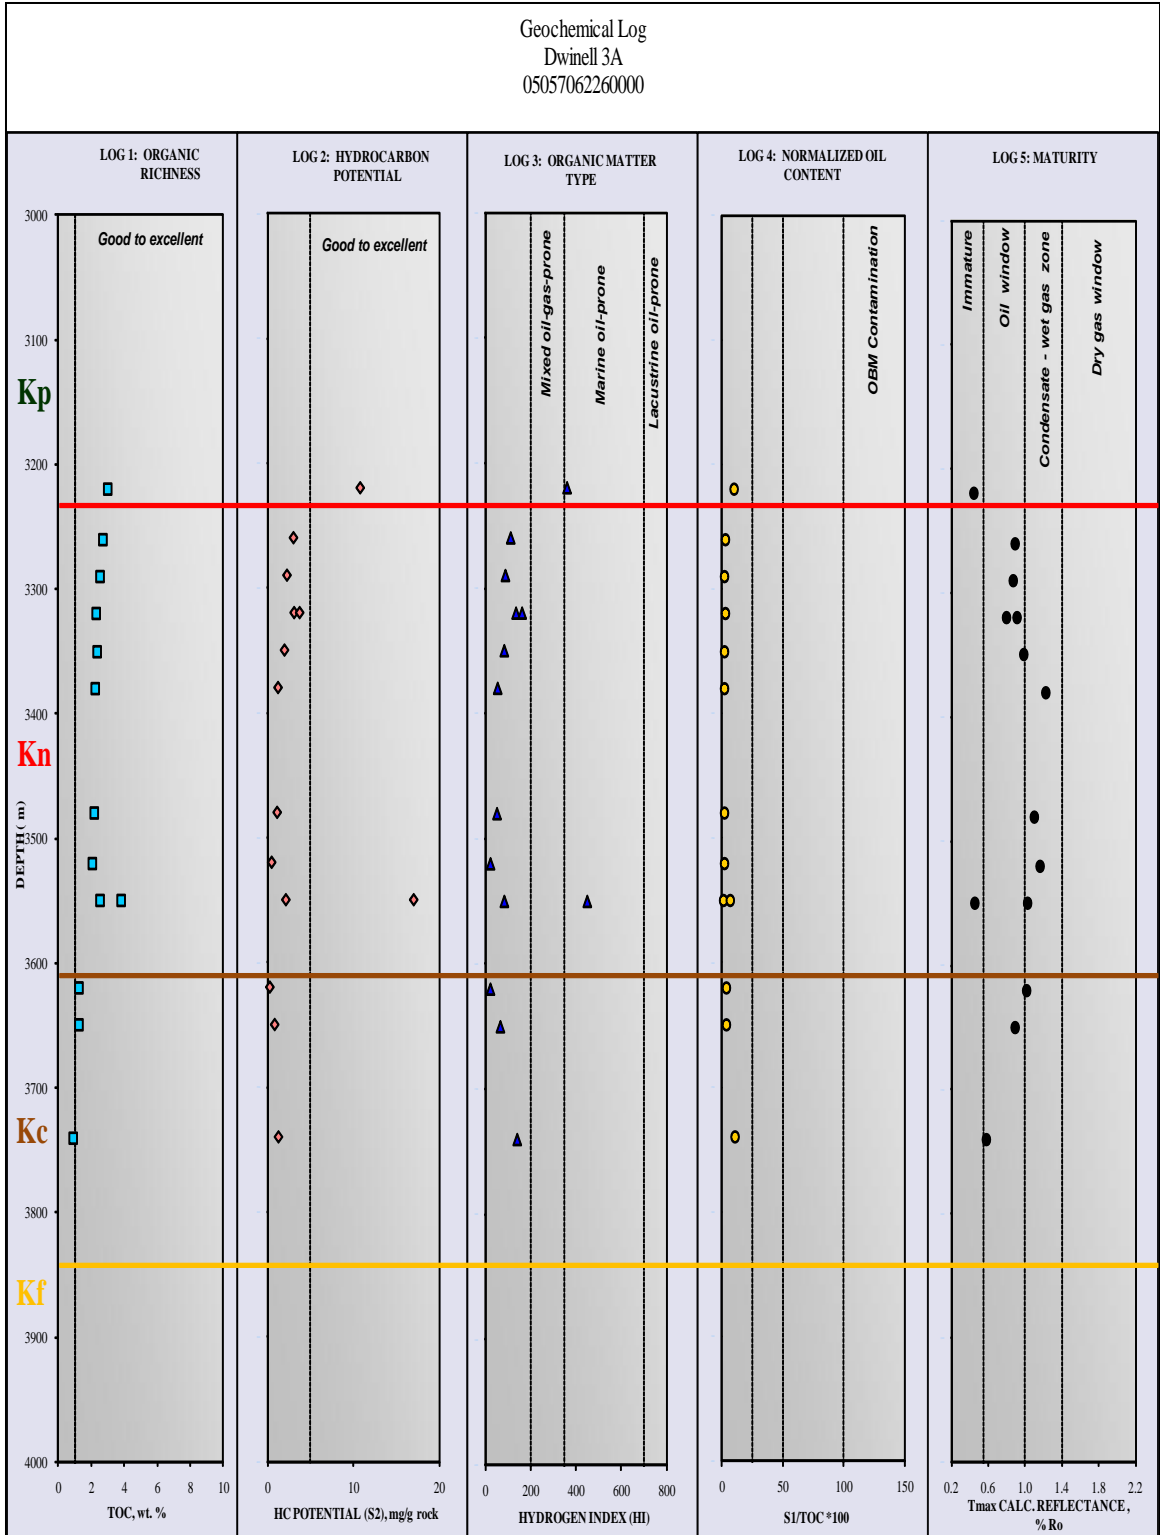 Geochemical Log
Dwinell 3A
05057062260000
LOG 1: ORGANIC
RICHNESS
LOG 2: HYDROCARBON
POTENTIAL
LOG 3: ORGANIC MATTER
TYPE
LOG 4: NORMALIZED OIL
CONTENT
LOG 5: MATURITY
Good to excellent
Good to excellent
Mixed oil-gas-prone
Marine oil-prone
Lacustrine oil-prone
OBM Contamination
Immature
Oil window
Condensate - wet gas zone
Dry gas window
3000
3100
Kp
3200
3300
3400
Kn
DEPTH ( m)
3500
3600
3700
Kc
3800
Kf
3900
4000
0 2 4 6 8 10
0 10 20
0 200 400 600 800
0 50 100 150
0.2 0.6 1.0 1.4 1.8 2.2
TOC, wt. %
HC POTENTIAL (S2), mg/g rock
HYDROGEN INDEX (HI)
S1/TOC *100
Tmax CALC. REFLECTANCE ,
% Ro